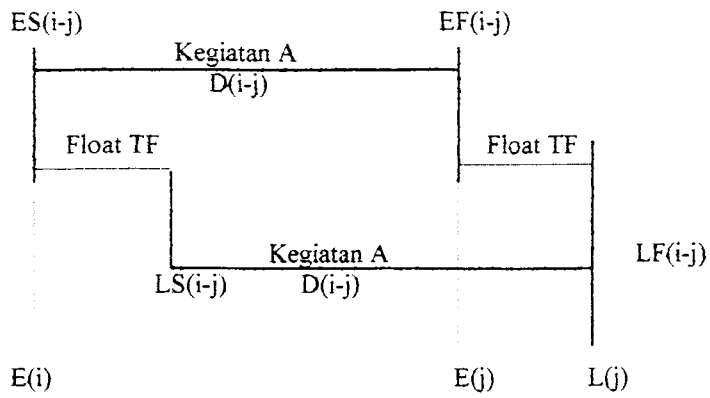 ES(i-j) EF(i-j)
Kegiatan A
D(i-j)
Float TF Float TF
Kegiatan A LF(i-j)
LS(i-j) D(i-j)
E(i) E(j) L(j)